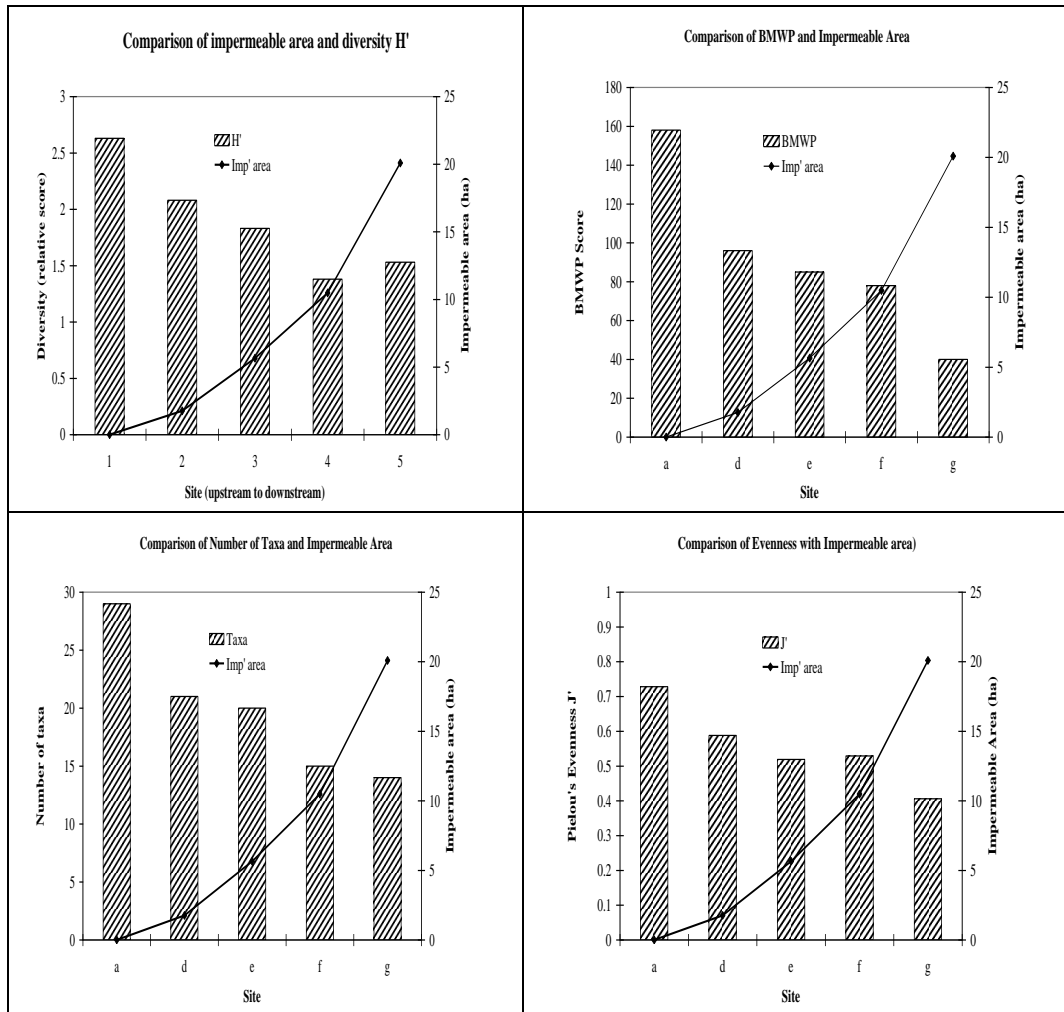 Comparison of impermeable area and diversity H'
3
2.5
2
1.5
1
0.5
0
25
20
15
10
5
0
H'
Imp' area
Diversity (relative score)
Impermeable area (ha)
1 2 3 4 5
Site (upstream to downstream)
Comparison of BMWP and Impermeable Area
180
160
140
120
100
80
60
40
20
0
25
20
15
10
5
0
BMWP
Imp' area
BMWP Score
Impermeable area (ha)
a d e f g
Site
Comparison of Number of Taxa and Impermeable Area
30
25
20
15
10
5
0
25
20
15
10
5
0
Taxa
Imp' area
Number of taxa
Impermeable area (ha)
a d e f g
Site
Comparison of Evenness with Impermeable area)
1
0.9
0.8
0.7
0.6
0.5
0.4
0.3
0.2
0.1
0
25
20
15
10
5
0
J'
Imp' area
Pielou's Evenness J'
Impermeable Area (ha)
a d e f g
Site